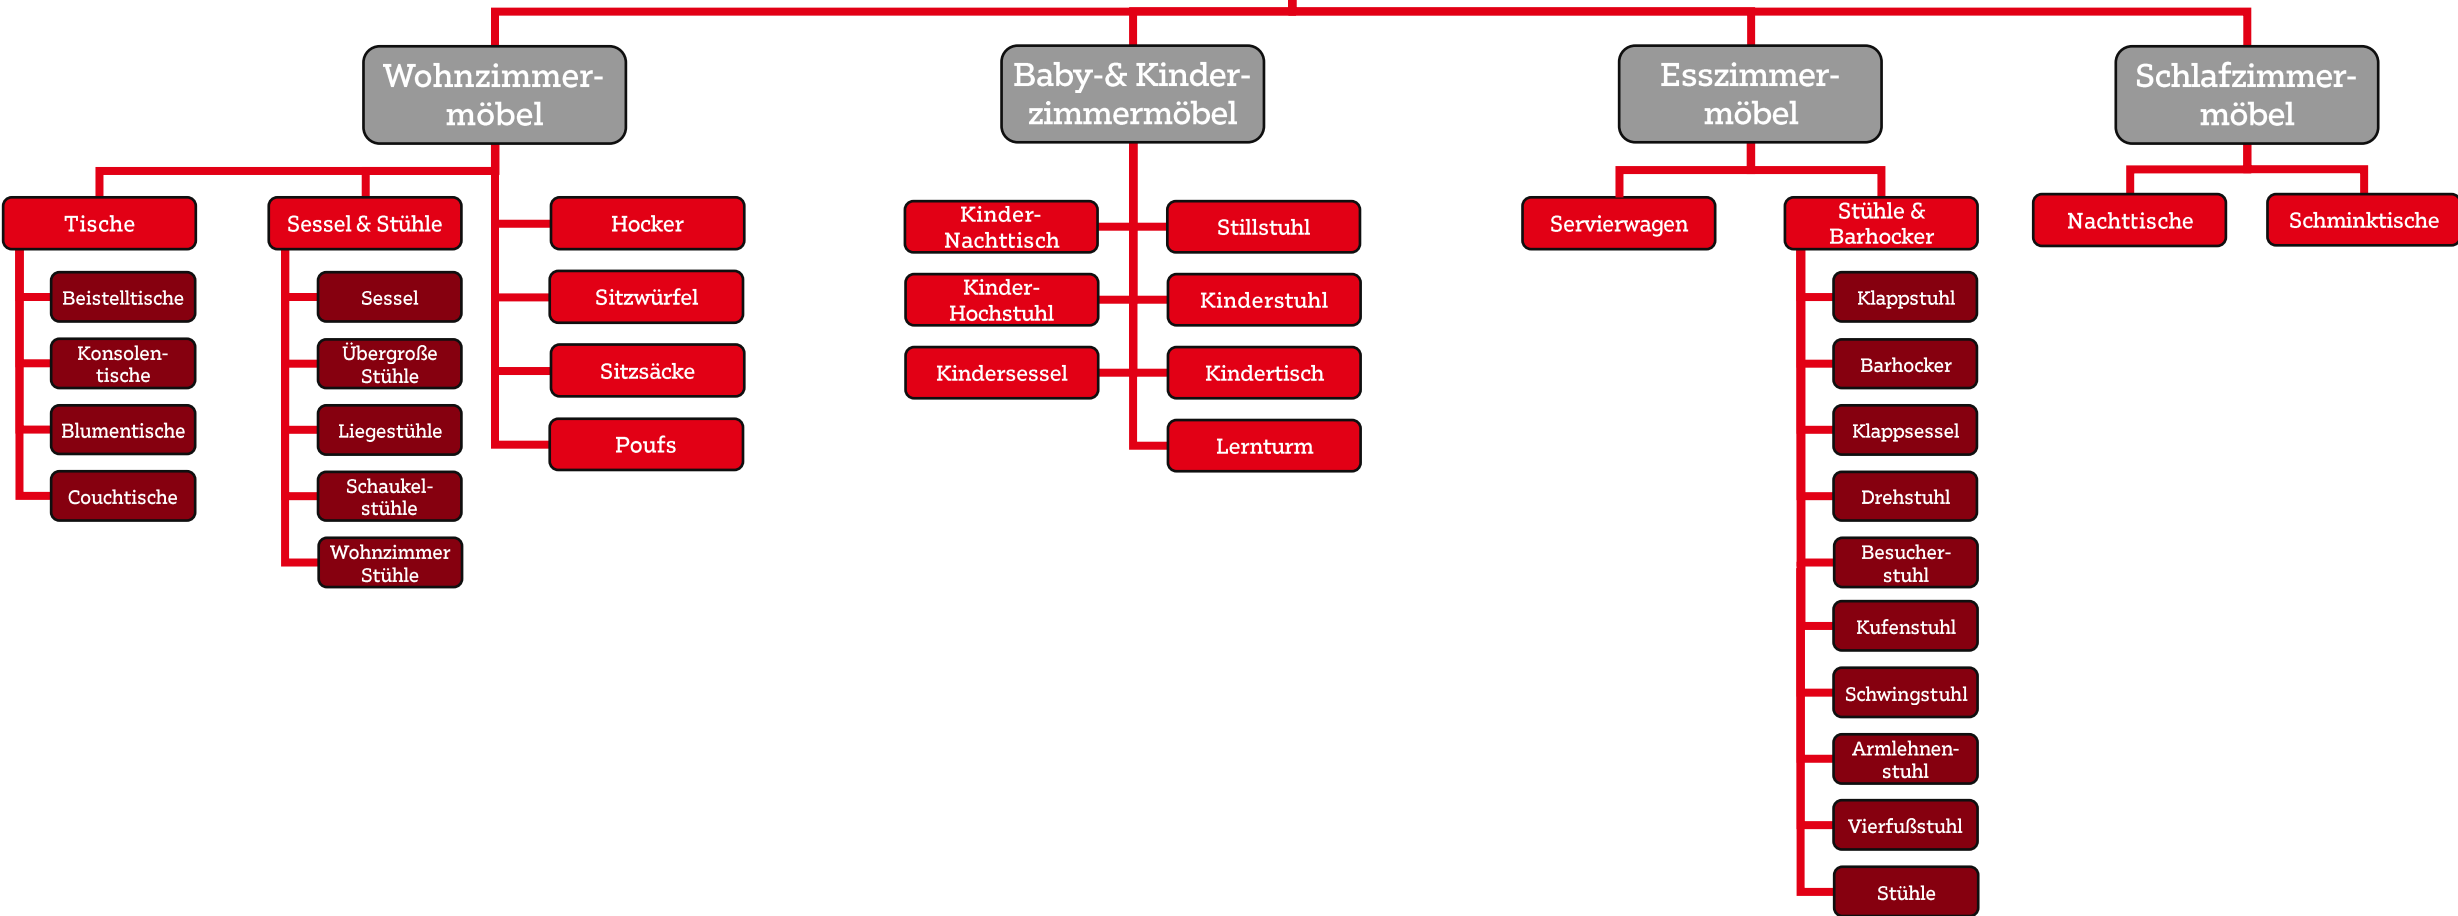 Wohnzimmer-
möbel
Baby-& Kinder-
zimmermöbel
Esszimmer-
möbel
Schlafzimmer-
möbel
Tische
Beistelltische
Konsolen-
tische
Blumentische
Couchtische
Sessel & Stühle
Sessel
Übergroße
Stühle
Liegestühle
Schaukel-
stühle
Wohnzimmer
Stühle
Hocker
Sitzwürfel
Sitzsäcke
Poufs
Kinder-
Nachttisch
Kinder-
Hochstuhl
Kindersessel
Stillstuhl
Kinderstuhl
Kindertisch
Lernturm
Servierwagen
Stühle &
Barhocker
Klappstuhl
Barhocker
Klappsessel
Drehstuhl
Besucher-
stuhl
Kufenstuhl
Schwingstuhl
Armlehnen-
stuhl
Vierfußstuhl
Stühle
Nachttische
Schminktische